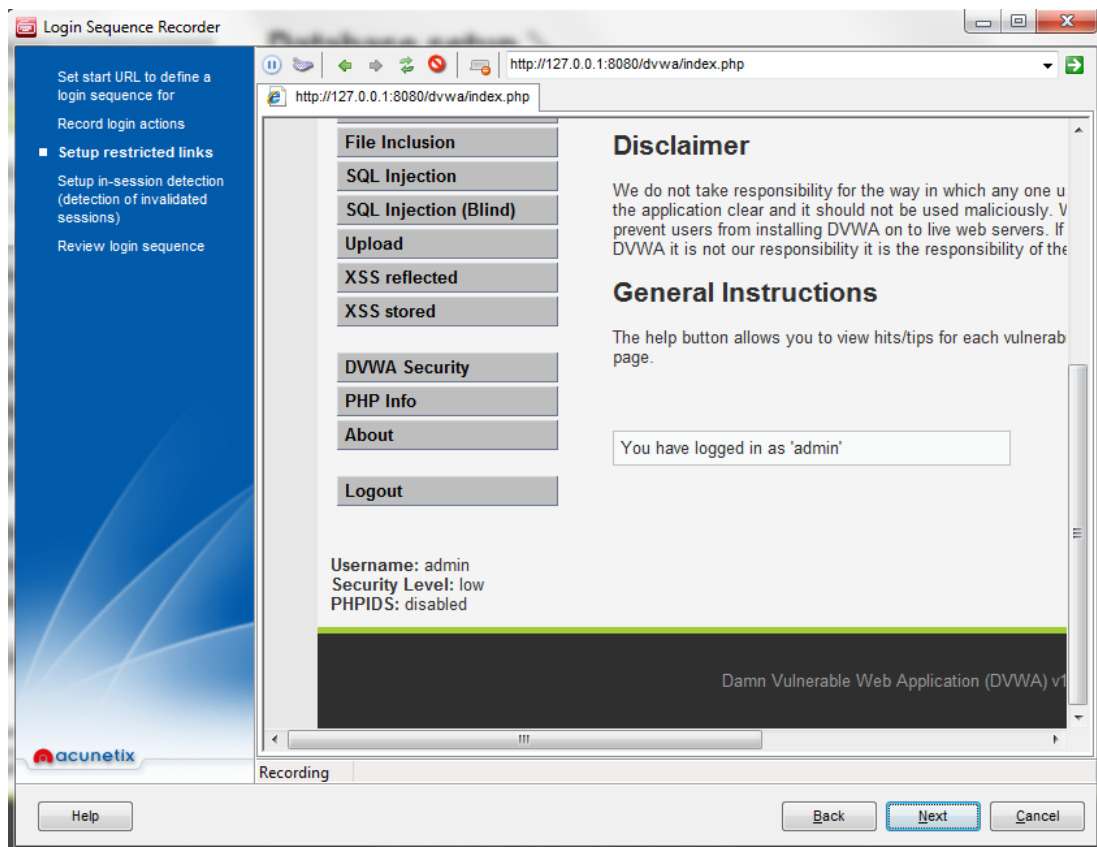 Login Sequence Recorder
Set start URL to define a
login sequence for
Record login actions
Setup restricted links
Setup in-session detection
(detection of invalidated
sessions)
Review login sequence
acunetix
http://127.0.0.1:8080/dvwa/index.php
http://127.0.0.1:8080/dvwa/index.php
File Inclusion
SQL Injection
SQL Injection (Blind)
Upload
XSS reflected
XSS stored
DVWA Security
PHP Info
About
Logout
Username: admin
Security Level: low
PHPIDS: disabled
Disclaimer
We do not take responsibility for the way in which any one
the application clear and it should not be used maliciously.
prevent users from installing DVWA on to live web servers. If
DVWA it is not our responsibility it is the responsibility of the
General Instructions
The help button allows you to view hits/tips for each
page.
You have logged in as 'admin'
Damn Vulnerable Web Application (DVWA)
Recording
Help
Back
Next
Cancel